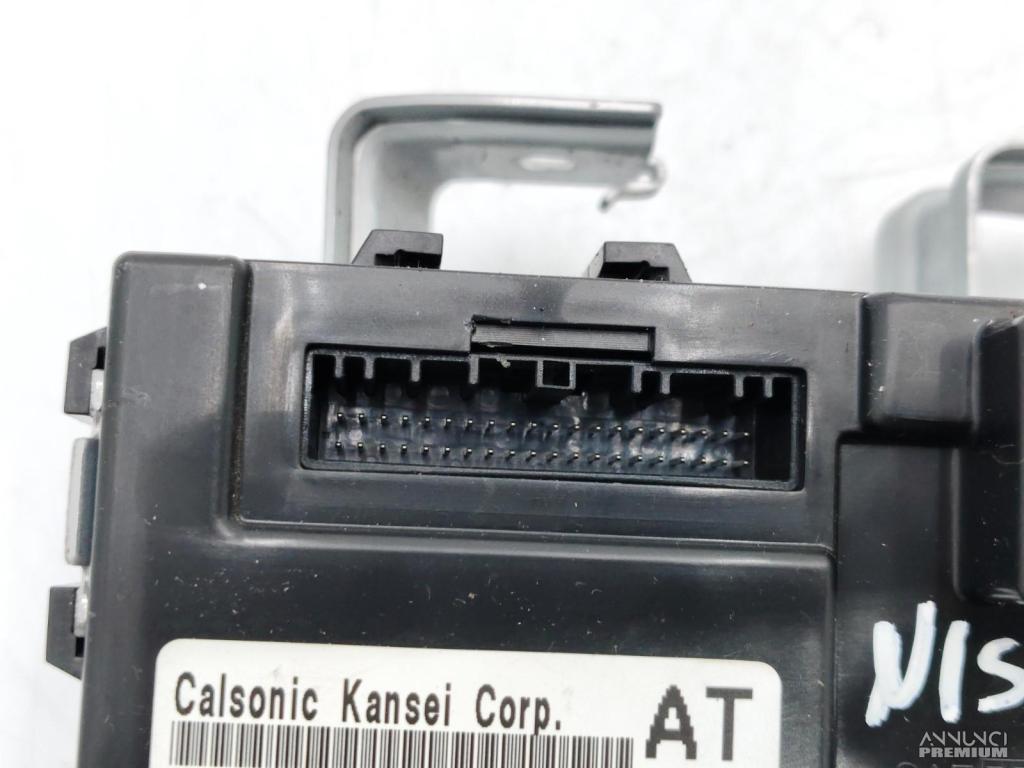 Calsonic Kansei Corp.
AT
NIS
ANNUNCI
PREMIUM